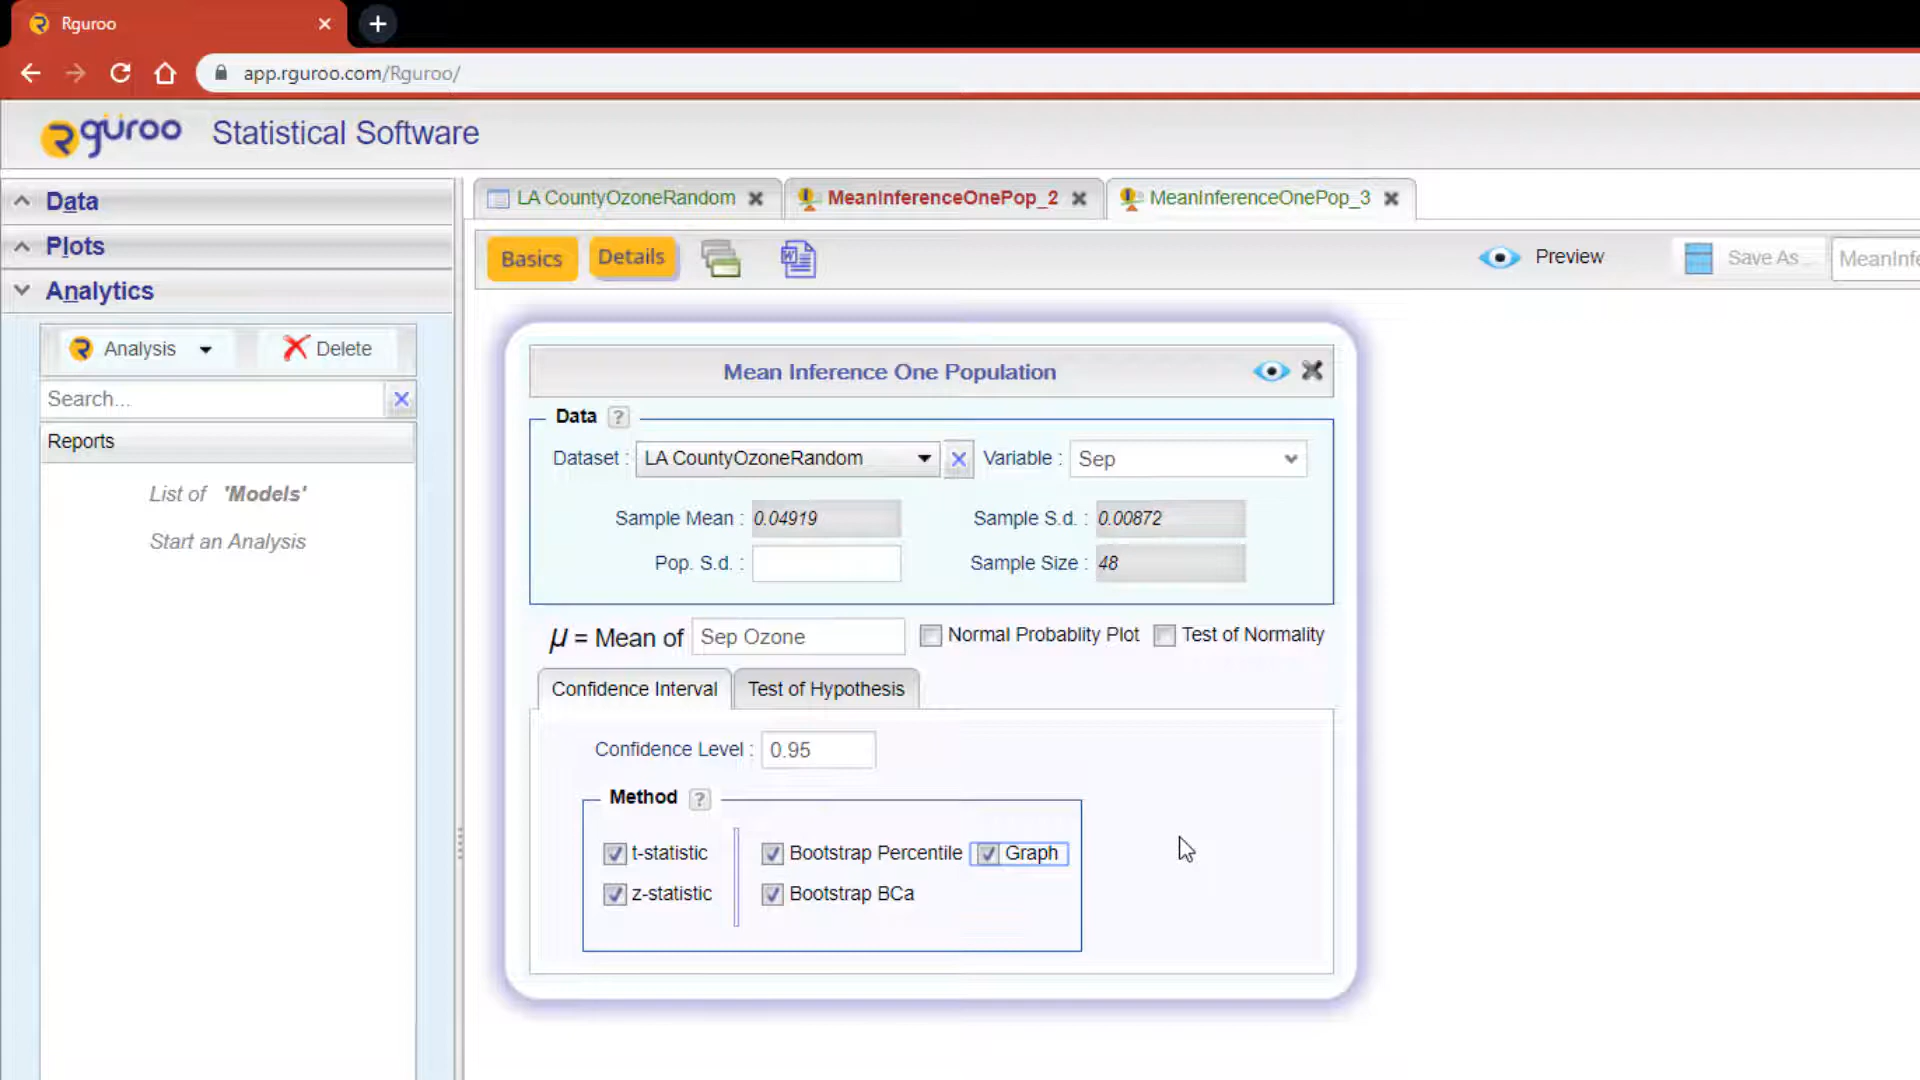 Rguroo
app.rguroo.com/Rguroo/
rguroo Statistical Software
Data
Plots
Analytics
Analysis Delete
Search...
Reports
List of 'Models'
Start an Analysis
LA CountyOzoneRandom MeanInferenceOnePop_2 MeanInferenceOnePop_3
Basics Details Preview Save As ... MeanInfe
Mean Inference One Population
Data ?
Dataset : LA CountyOzoneRandom Variable : Sep
Sample Mean : 0.04919 Sample S.d. : 0.00872
Pop. S.d. : Sample Size : 48
μ = Mean of Sep Ozone Normal Probablity Plot Test of Normality
Confidence Interval Test of Hypothesis
Confidence Level : 0.95
Method ?
t-statistic Bootstrap Percentile Graph
z-statistic Bootstrap BCa